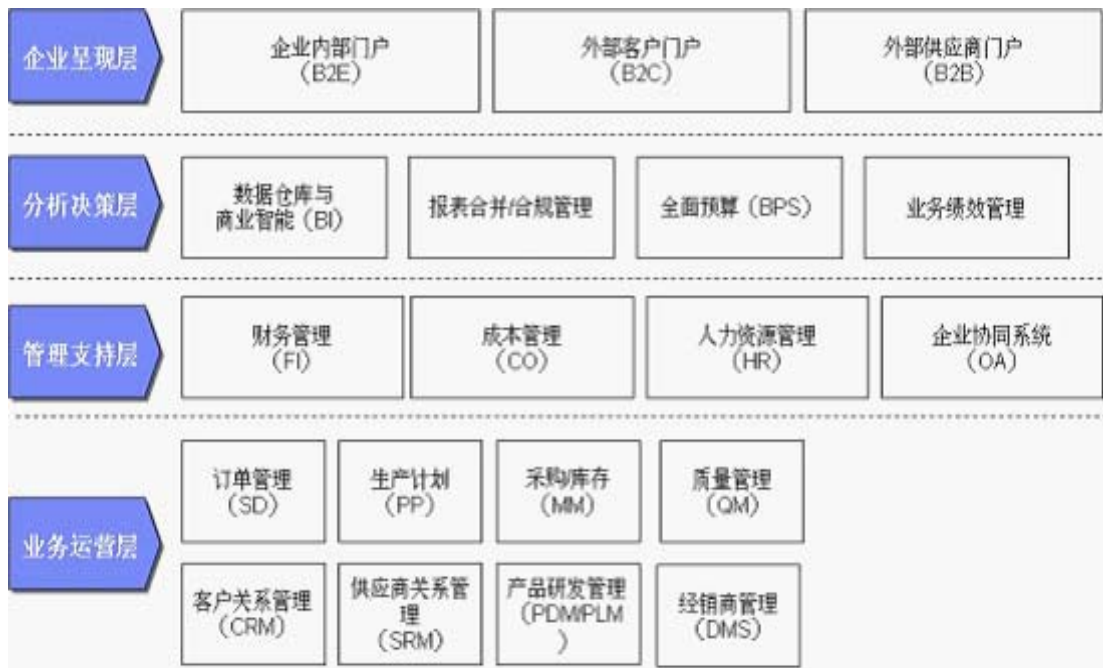 企业呈现层
企业内部门户
（B2E）
外部客户门户
（B2C）
外部供应商门户
（B2B）
分析决策层
数据仓库与
商业智能（BI）
报表合并/合规管理
全面预算（BPS）
业务绩效管理
管理支持层
财务管理
（FI）
成本管理
（CO）
人力资源管理
（HR）
企业协同系统
（OA）
业务运营层
订单管理
（SD）
生产计划
（PP）
采购/库存
（MM）
质量管理
（QM）
客户关系管理
（CRM）
供应商关系管
理
（SRM）
产品研发管理
（PDM/PLM
）
经销商管理
（DMS）